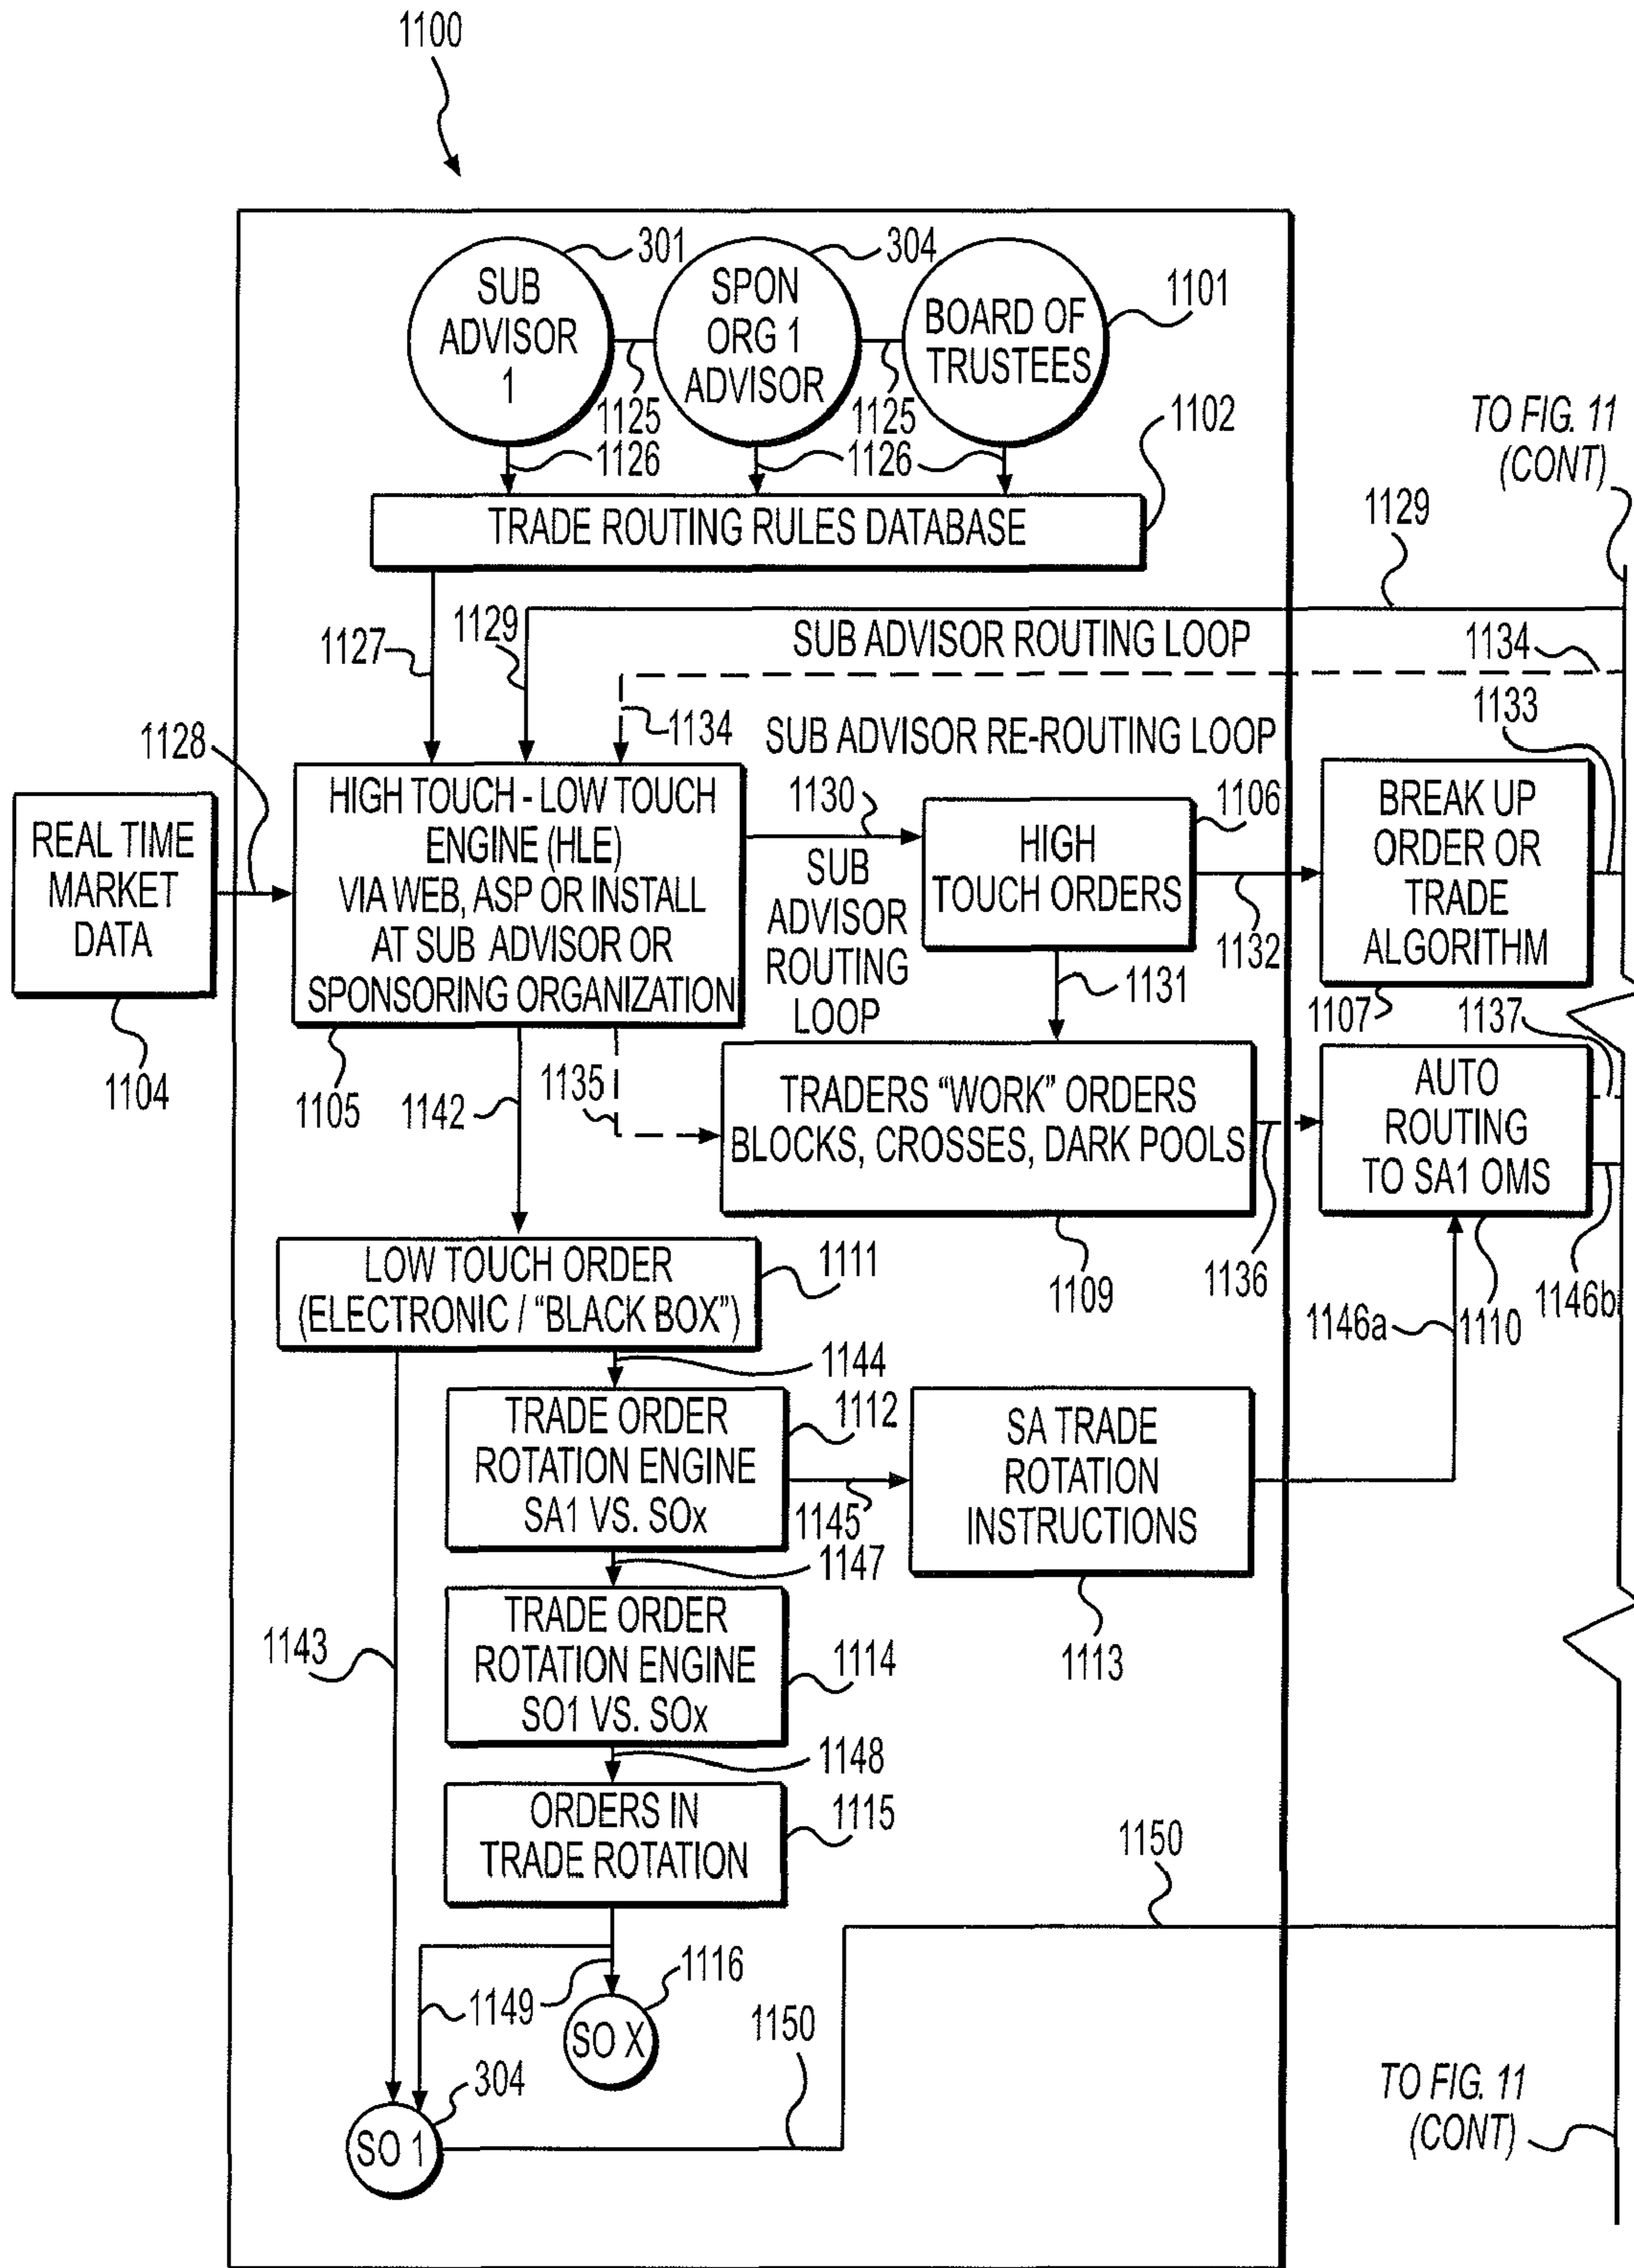 1100
301
304
1101
SUB
ADVISOR
1
SPON
ORG 1
ADVISOR
BOARD OF
TRUSTEES
1125
1125
1102
1126
1126
TRADE ROUTING RULES DATABASE
TO FIG. 11
(CONT)
1129
1127
1129
SUB ADVISOR ROUTING LOOP
1134
1134
SUB ADVISOR RE-ROUTING LOOP
1133
1128
REAL TIME
MARKET
DATA
1104
HIGH TOUCH - LOW TOUCH
ENGINE (HLE)
VIA WEB, ASP OR INSTALL
AT SUB ADVISOR OR
SPONSORING ORGANIZATION
1105
1130
SUB
ADVISOR
ROUTING
LOOP
1106
HIGH
TOUCH ORDERS
1132
1131
BREAK UP
ORDER OR
TRADE
ALGORITHM
1107
1137
1142
1135
TRADERS “WORK” ORDERS
BLOCKS, CROSSES, DARK POOLS
1109
1136
AUTO
ROUTING
TO SA1 OMS
1146a
1110
1146b
LOW TOUCH ORDER
(ELECTRONIC / “BLACK BOX”)
1111
1144
TRADE ORDER
ROTATION ENGINE
SA1 VS. SOx
1112
1145
SA TRADE
ROTATION
INSTRUCTIONS
1113
1147
1143
TRADE ORDER
ROTATION ENGINE
SO1 VS. SOx
1114
1148
ORDERS IN
TRADE ROTATION
1115
1150
1149
1116
SO X
1150
304
SO 1
TO FIG. 11
(CONT)